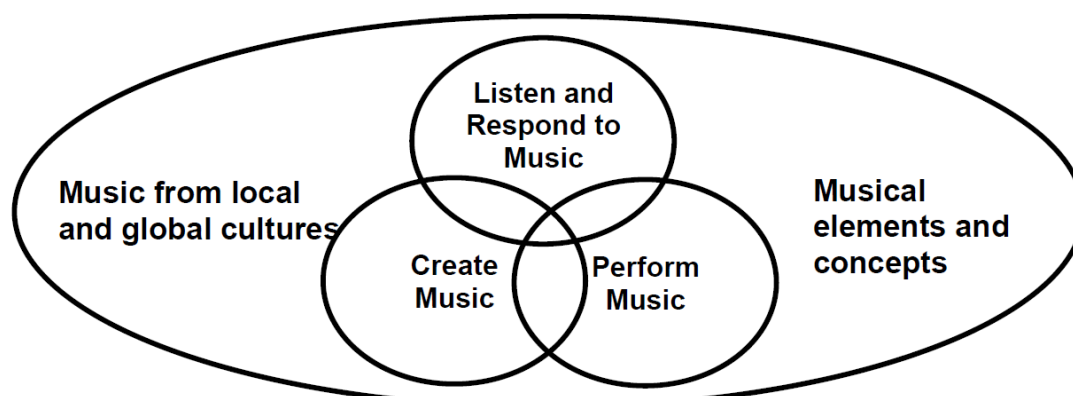 Listen and
Respond to
Music
Music from local
and global cultures
Musical
elements and
concepts
Create
Music
Perform
Music